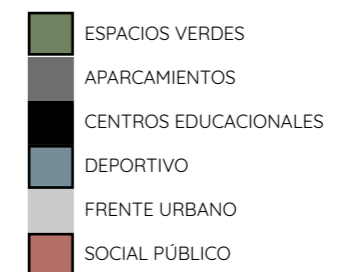 ESPACIOS VERDES
APARCAMIENTOS
CENTROS EDUCACIONALES
DEPORTIVO
FRENTE URBANO
SOCIAL PÚBLICO